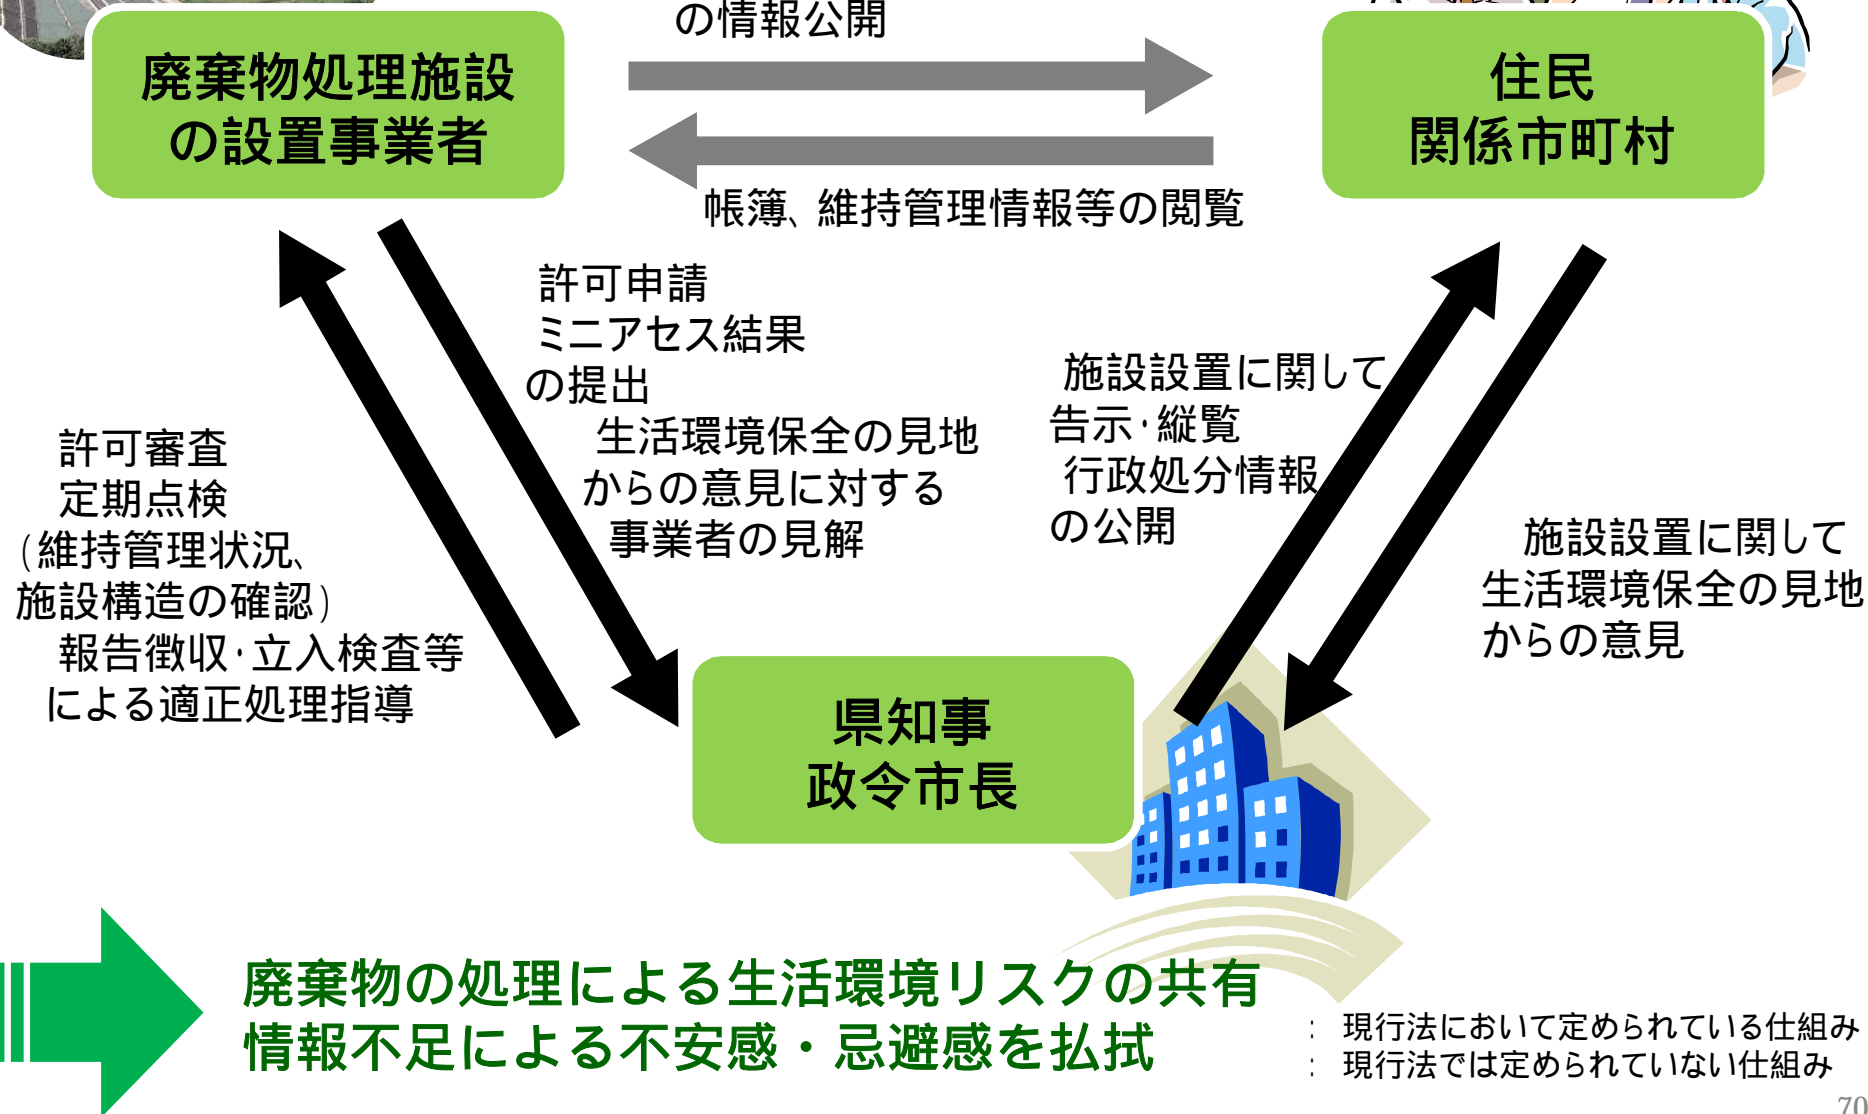 の情報公開
廃棄物処理施設
の設置事業者
住民
関係市町村
帳簿、維持管理情報等の閲覧
許可申請
ミニアセス結果
の提出
生活環境保全の見地
からの意見に対する
事業者の見解
施設設置に関して
告示・縦覧
行政処分情報
の公開
許可審査
定期点検
(維持管理状況、
施設構造の確認)
報告徴収・立入検査等
による適正処理指導
施設設置に関して
生活環境保全の見地
からの意見
県知事
政令市長
廃棄物の処理による生活環境リスクの共有
情報不足による不安感・忌避感を払拭
: 現行法において定められている仕組み
: 現行法では定められていない仕組み
70